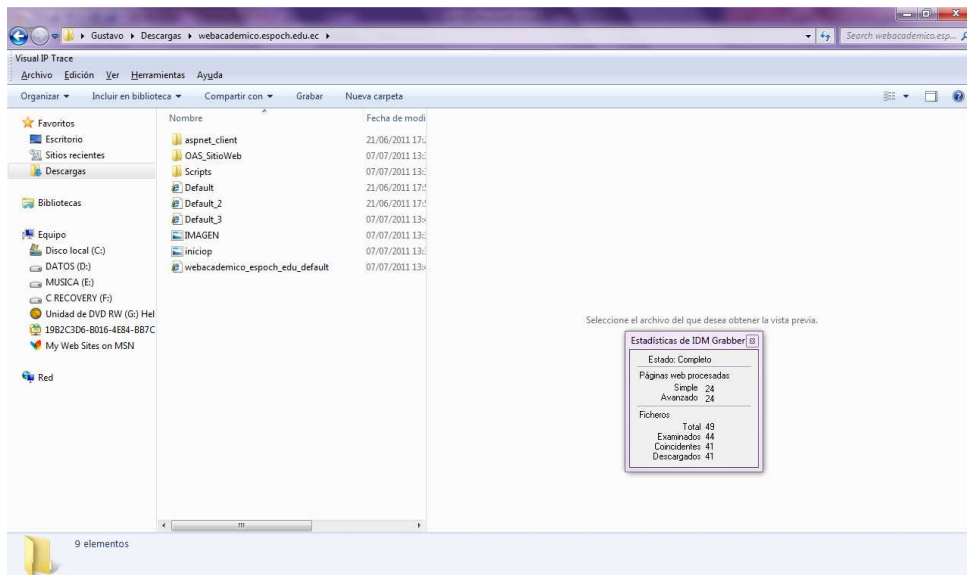 Gustavo ▸ Descargas ▸ webacademico.espoch.edu.ec ▸
Search webacademico.esp...
Visual IP Trace
Archivo Edición Ver Herramientas Ayuda
Organizar Incluir en biblioteca Compartir con Grabar Nueva carpeta
Favoritos
Escritorio
Sitios recientes
Descargas
Bibliotecas
Equipo
Disco local (C:)
DATOS (D:)
MUSICA (E:)
C RECOVERY (F:)
Unidad de DVD RW (G:) Hel
19B2C3D6-B016-4E84-BB7C
My Web Sites on MSN
Red
Nombre Fecha de modi
aspnet_client 21/06/2011 17:
OAS_SitioWeb 07/07/2011 13:
Scripts 07/07/2011 13:
Default 21/06/2011 17:
Default_2 21/06/2011 17:
Default_3 07/07/2011 13:
IMAGEN 07/07/2011 13:
iniciop 07/07/2011 13:
webacademico_espoch_edu_default 07/07/2011 13:
Seleccione el archivo del que desea obtener la vista previa.
Estadísticas de IDM Grabber
Estado: Completo
Páginas web procesadas
Simple 24
Avanzado 24
Ficheros
Total 49
Examinados 44
Coincidentes 41
Descargados 41
9 elementos